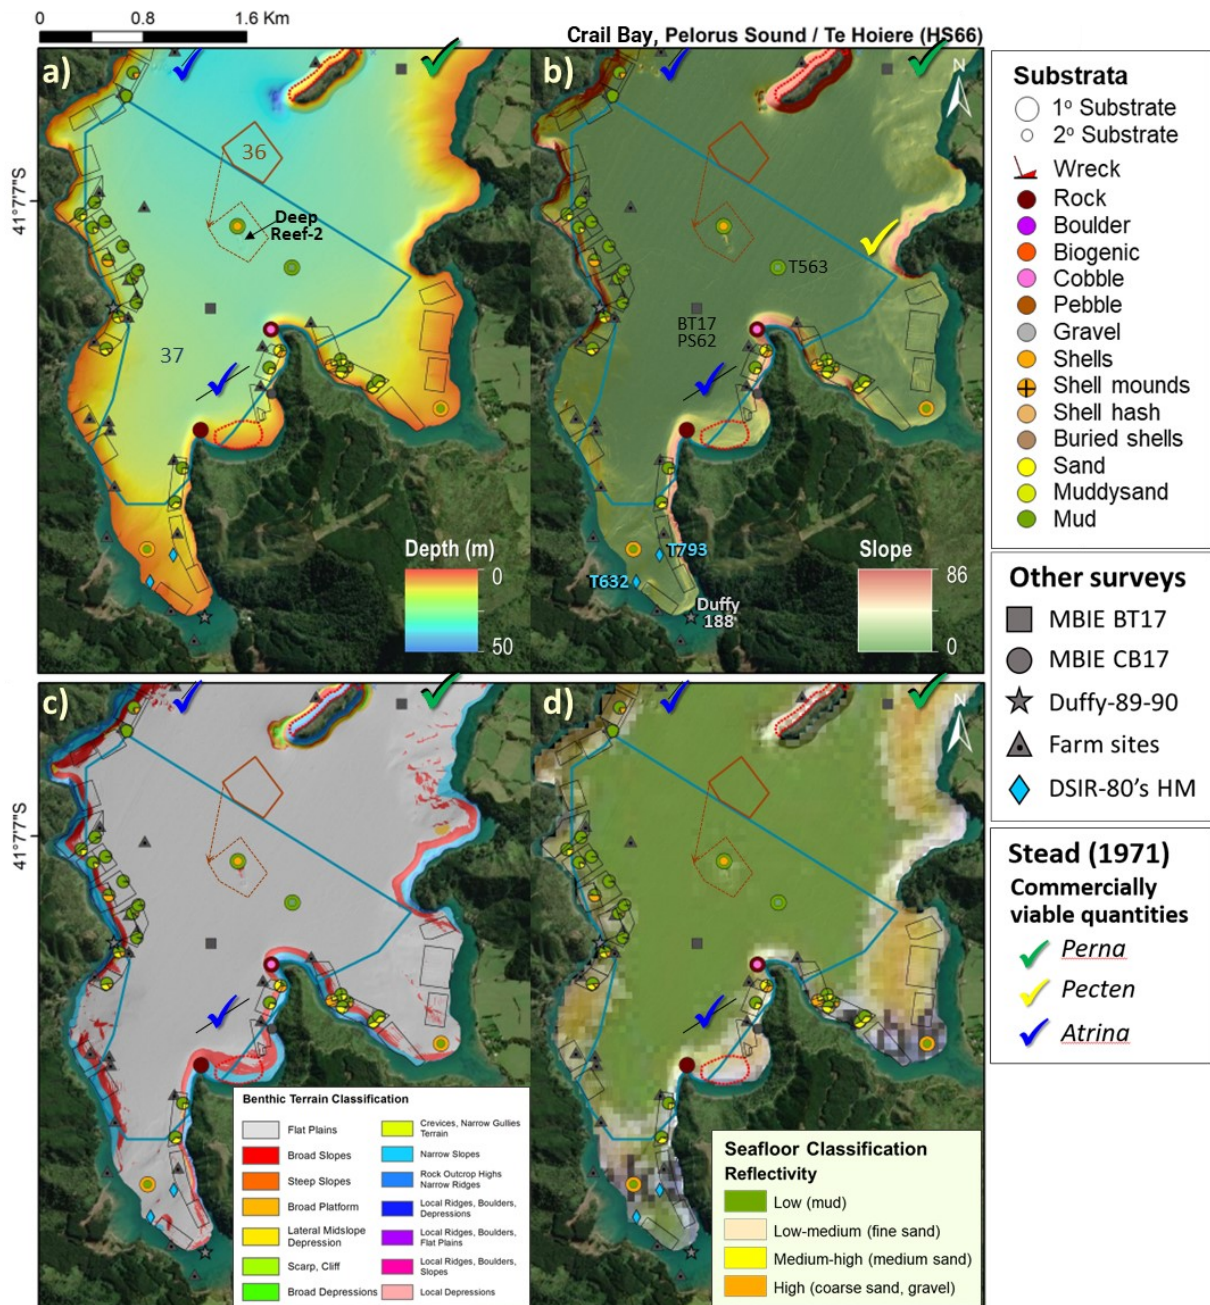 0 0.8 1.6 Km
Crail Bay, Pelorus Sound / Te Hoiere (HS66)
a)
36
Deep
Reef-2
37
Depth (m)
0
50
41°7'7"S
b)
N
T563
BT17
PS62
T793
T632
Duffy
188
Slope
86
0
c)
41°7'7"S
Benthic Terrain Classification
Flat Plains
Broad Slopes
Steep Slopes
Broad Platform
Lateral Midslope
Depression
Scarp, Cliff
Broad Depressions
Crevices, Narrow Gullies
Terrain
Narrow Slopes
Rock Outcrop Highs
Narrow Ridges
Local Ridges, Boulders,
Depressions
Local Ridges, Boulders,
Flat Plains
Local Ridges, Boulders,
Slopes
Local Depressions
d)
N
Seafloor Classification
Reflectivity
Low (mud)
Low-medium (fine sand)
Medium-high (medium sand)
High (coarse sand, gravel)
Substrata
1º Substrate
2º Substrate
Wreck
Rock
Boulder
Biogenic
Cobble
Pebble
Gravel
Shells
Shell mounds
Shell hash
Buried shells
Sand
Muddysand
Mud
Other surveys
MBIE BT17
MBIE CB17
Duffy-89-90
Farm sites
DSIR-80's HM
Stead (1971)
Commercially
viable quantities
Perna
Pecten
Atrina